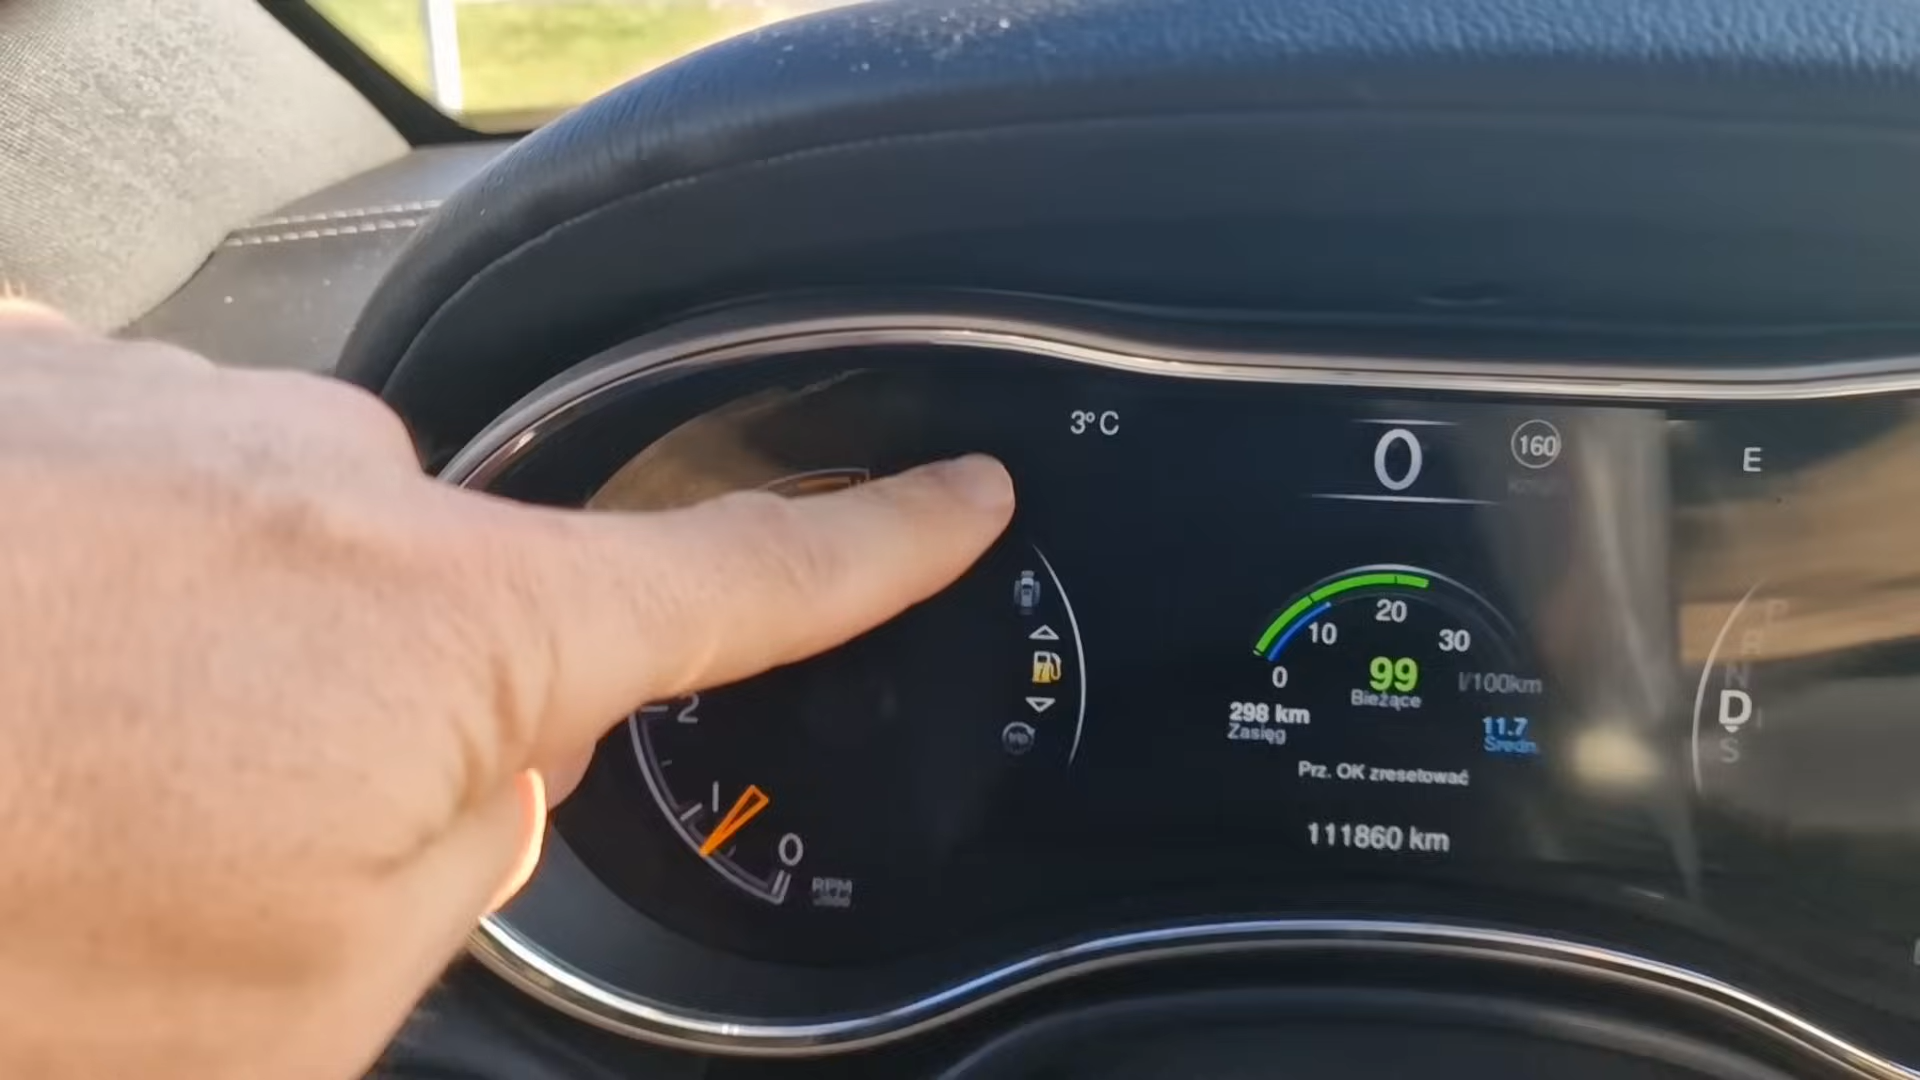 3°C
0
160
E
20
10
30
0
99
l/100km
Bieżące
298 km
Zasięg
11.7
Średn.
Prz. OK zresetować
111860 km
2
1
0
RPM
P
R
N
D
S